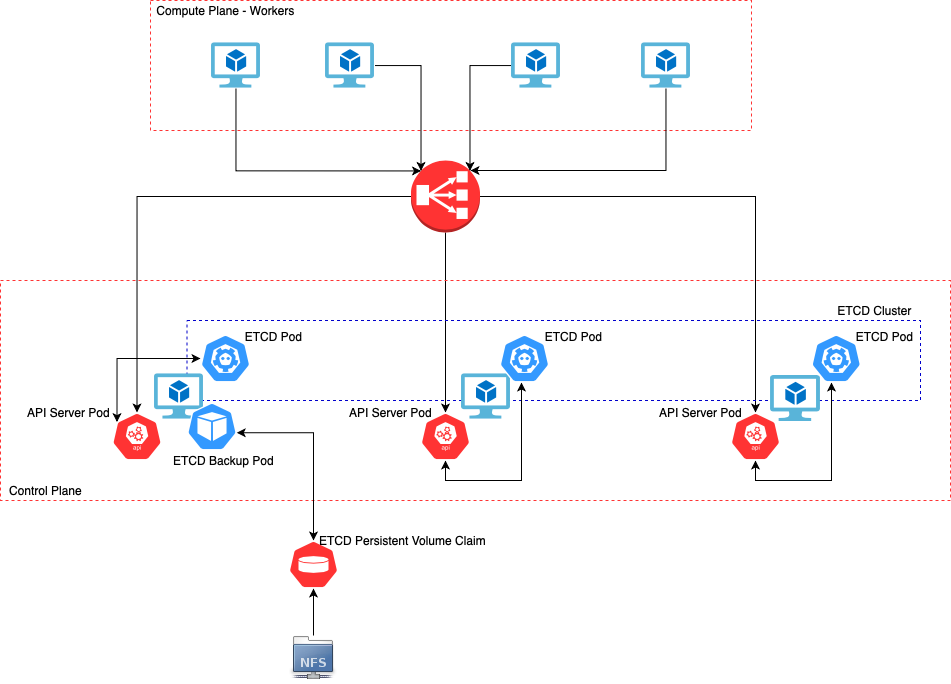 Compute Plane - Workers
ETCD Cluster
ETCD Pod
ETCD Pod
ETCD Pod
API Server Pod
API Server Pod
API Server Pod
api
api
api
ETCD Backup Pod
Control Plane
ETCD Persistent Volume Claim
NFS